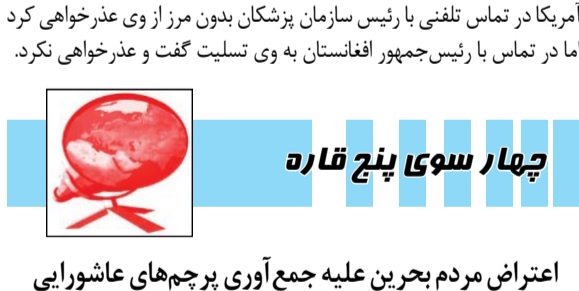 آمریکا در تماس تلفنی با رئیس سازمان پزشکان بدون مرز از وی عذرخواهی کرد
اما در تماس با رئیس‌جمهور افغانستان به وی تسلیت گفت و عذرخواهی نکرد.
چهار سوی پنج قاره
اعتراض مردم بحرین علیه جمع‌آوری پرچم‌های عاشورایی